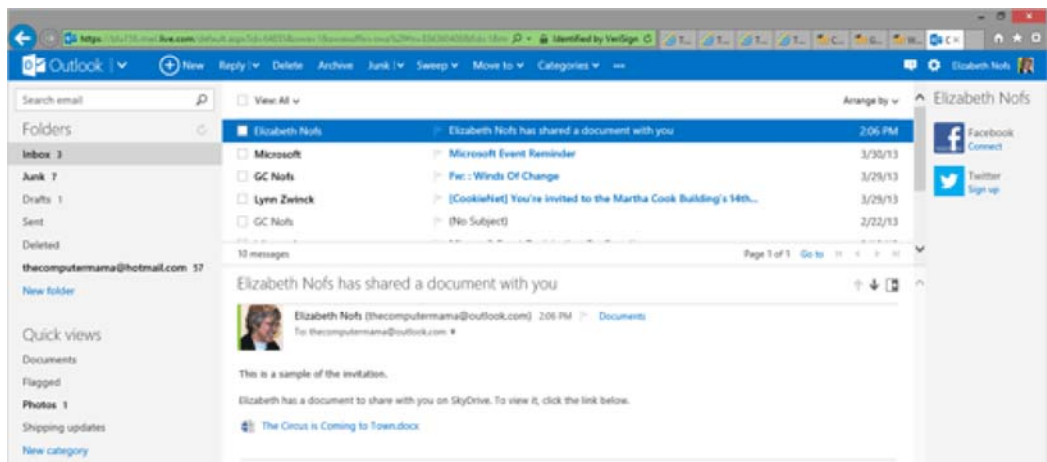 Identified by VeriSign
Outlook New Reply Delete Archive Junk Sweep Move to Categories ... Elizabeth Nofs
Search email
View: All Arrange by
Elizabeth Nofs
Folders
Elizabeth Nofs Elizabeth Nofs has shared a document with you 2:06 PM
Facebook
Connect
Inbox 3
Microsoft Microsoft Event Reminder 3/30/13
Junk 7
GC Nofs Fw: : Winds Of Change 3/29/13
Twitter
Sign up
Drafts 1
Lynn Zwinck [CookieNet] You're invited to the Martha Cook Building's 14th... 3/29/13
Sent
GC Nofs (No Subject) 2/22/13
Deleted
10 messages Page 1 of 1 Go to
thecomputermama@hotmail.com 57
New folder
Elizabeth Nofs has shared a document with you
Elizabeth Nofs (thecomputermama@outlook.com) 2:06 PM Documents
To: thecomputermama@outlook.com
Quick views
Documents
Flagged
Photos 1
Shipping updates
New category
This is a sample of the invitation.
Elizabeth has a document to share with you on SkyDrive. To view it, click the link below.
The Circus is Coming to Town.docx